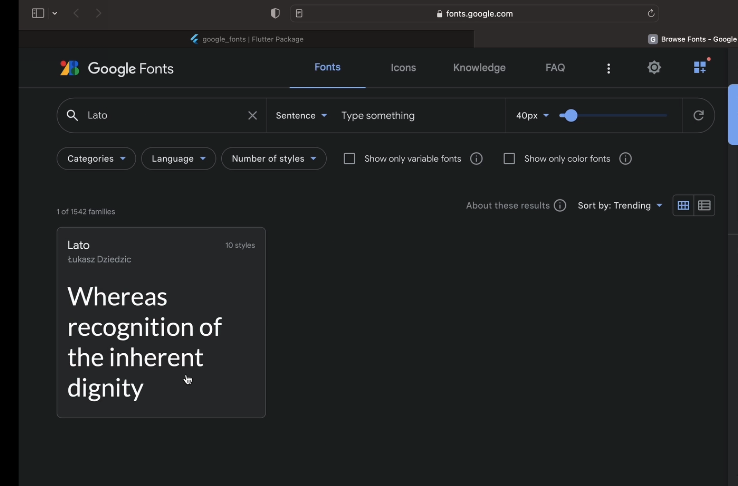 fonts.google.com
google_fonts | Flutter Package
G Browse Fonts - Google
Google Fonts
Fonts
Icons
Knowledge
FAQ
Lato
Sentence
Type something
40px
Categories
Language
Number of styles
Show only variable fonts
Show only color fonts
About these results
Sort by: Trending
1 of 1542 families
Lato
10 styles
Łukasz Dziedzic
Whereas
recognition of
the inherent
dignity